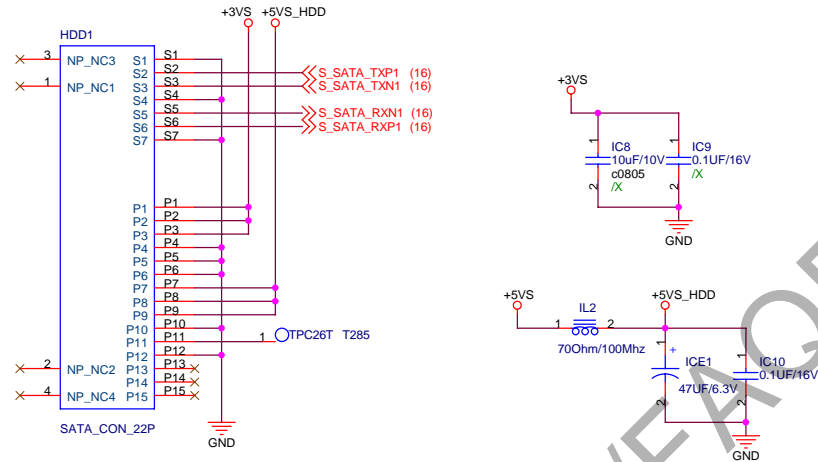 +3VS +5VS_HDD
HDD1
3 NP_NC3 S1 S1
S2 S2 S_SATA_TXP1 (16)
1 NP_NC1 S3 S3 S_SATA_TXN1 (16)
S4 S4
S5 S5 S_SATA_RXN1 (16)
S6 S6 S_SATA_RXP1 (16)
S7 S7
P1 P1
P2 P2
P3 P3
P4 P4
P5 P5
P6 P6
P7 P7
P8 P8
P9 P9
P10 P10
P11 P11 1 TPC26T T285
P12 P12
2 NP_NC2 P13 P13
P14 P14
4 NP_NC4 P15 P15
SATA_CON_22P
GND
+3VS
1 IC8 1 IC9
10uF/10V 0.1UF/16V
c0805 /X
2 /X 2
GND
+5VS IL2 +5VS_HDD
1 2
70Ohm/100Mhz
1 + ICE1 1 IC10
47UF/6.3V 0.1UF/16V
2 2
GND